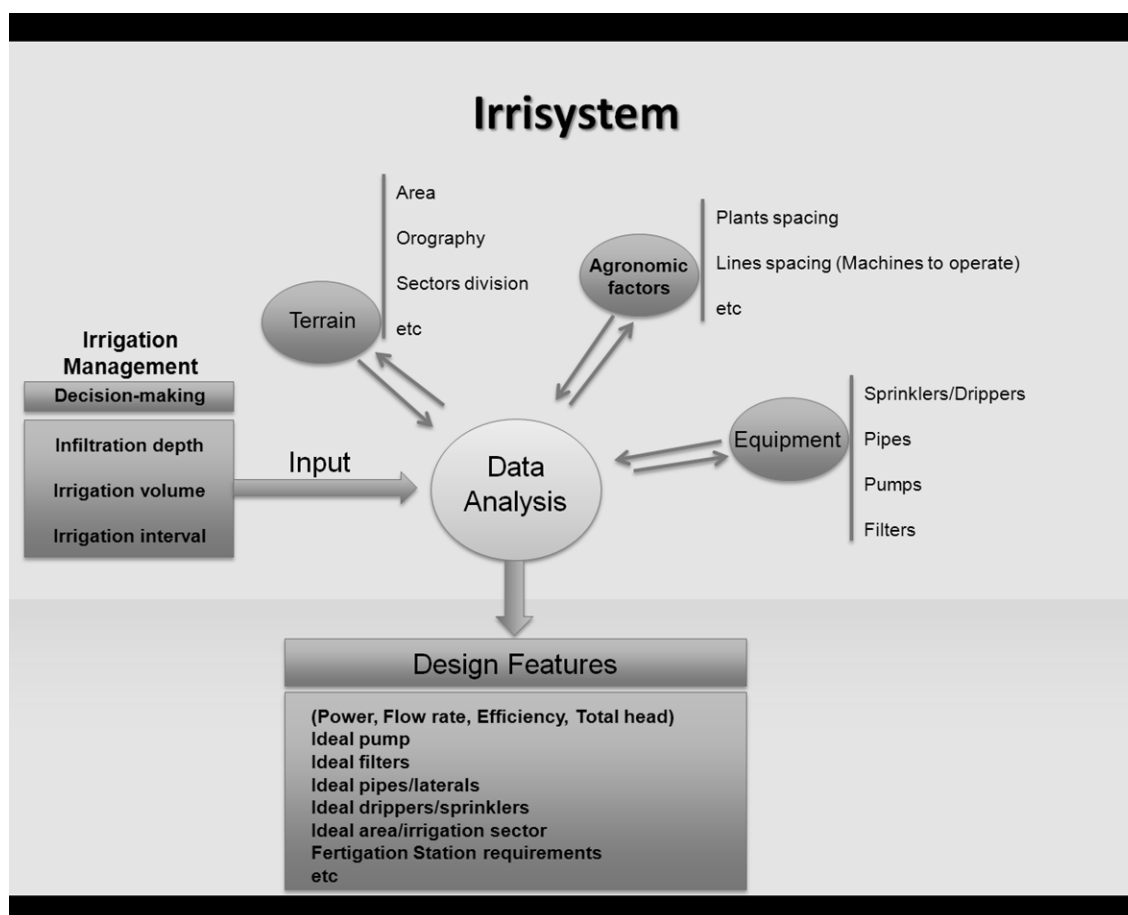 Irrisystem
Area
Orography
Sectors division
etc
Terrain
Plants spacing
Lines spacing (Machines to operate)
etc
Agronomic
factors
Irrigation
Management
Decision-making
Infiltration depth
Irrigation volume
Irrigation interval
Input
Data
Analysis
Equipment
Sprinklers/Drippers
Pipes
Pumps
Filters
Design Features
(Power, Flow rate, Efficiency, Total head)
Ideal pump
Ideal filters
Ideal pipes/laterals
Ideal drippers/sprinklers
Ideal area/irrigation sector
Fertigation Station requirements
etc